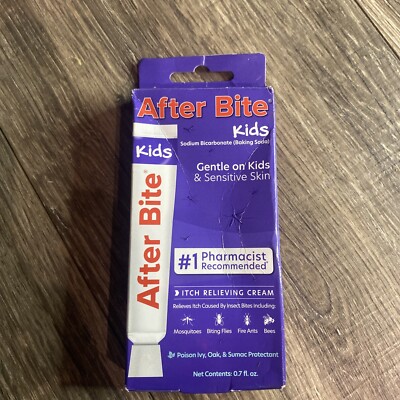 After Bite®
Kids
Sodium Bicarbonate (Baking Soda)
Kids
After Bite®
Gentle on Kids
& Sensitive Skin
#1 Pharmacist
Recommended*
ITCH RELIEVING CREAM
Relieves Itch Caused By Insect Bites Including:
Mosquitoes Biting Flies Fire Ants Bees
Poison Ivy, Oak, & Sumac Protectant
Net Contents: 0.7 fl. oz.